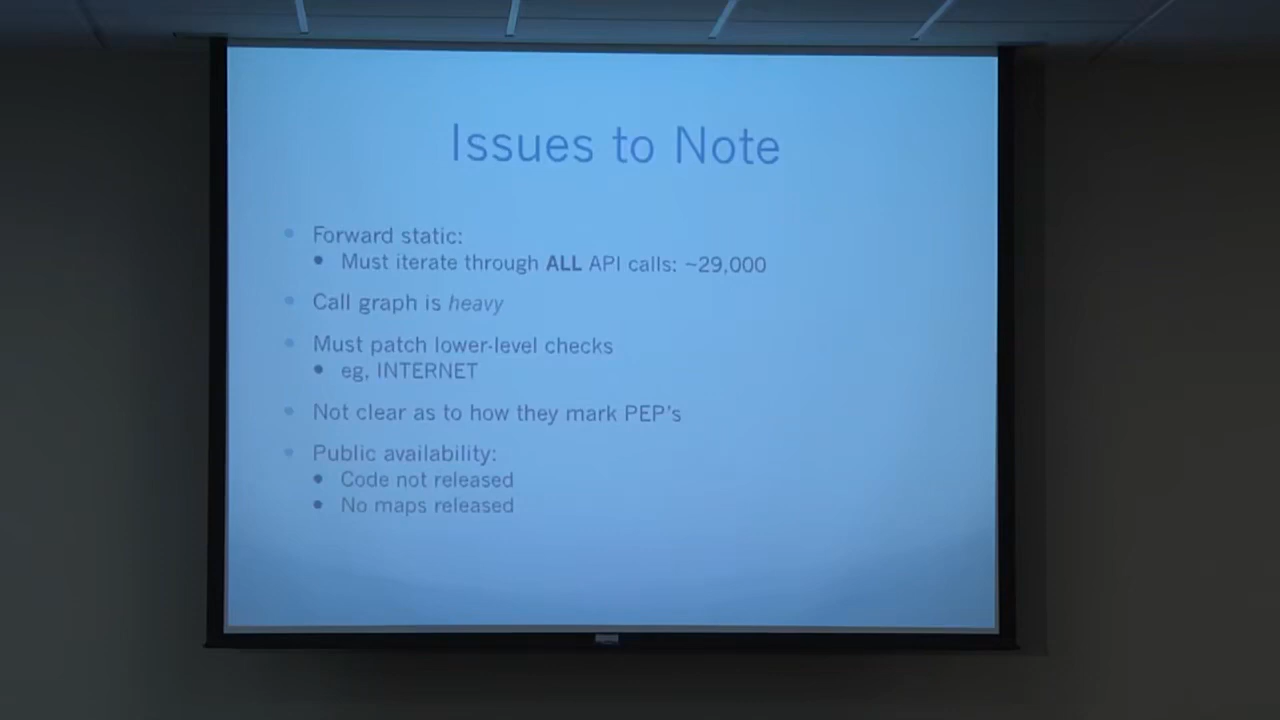 Issues to Note
Forward static:
Must iterate through ALL API calls: ~29,000
Call graph is heavy
Must patch lower-level checks
eg, INTERNET
Not clear as to how they mark PEP's
Public availability:
Code not released
No maps released